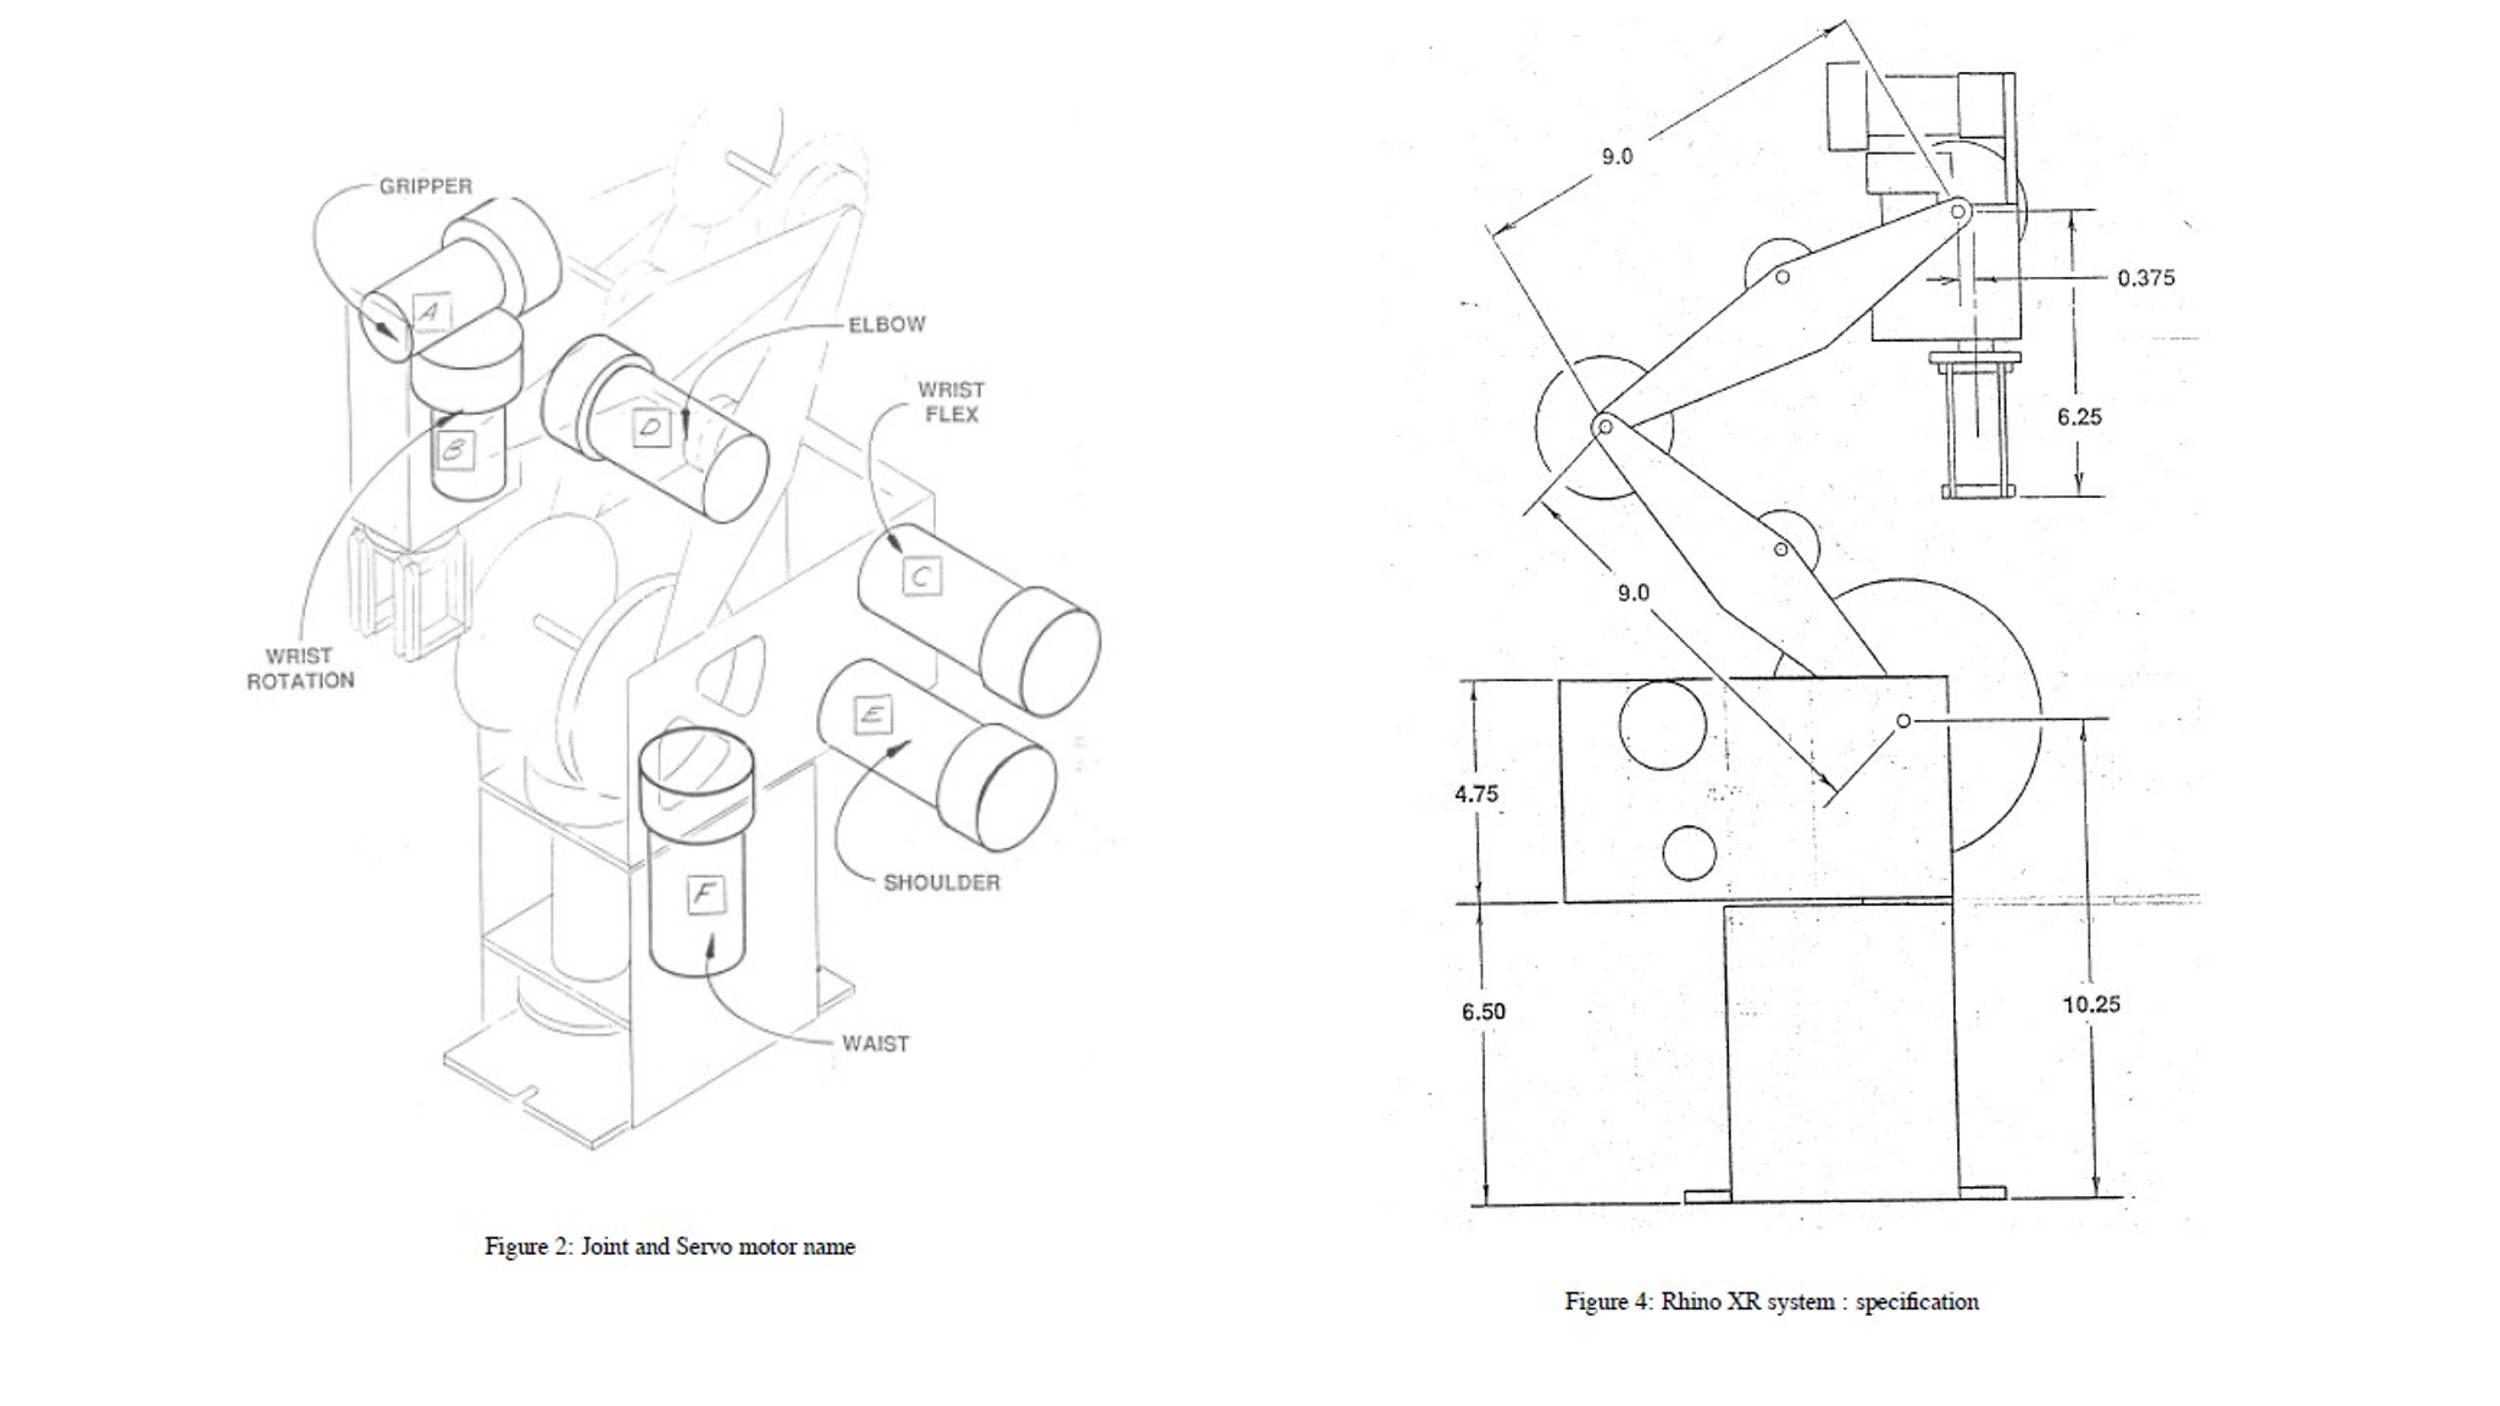 GRIPPER
A
ELBOW
D
WRIST
FLEX
B
C
WRIST
ROTATION
E
SHOULDER
F
WAIST
Figure 2: Joint and Servo motor name
9.0
0.375
6.25
9.0
4.75
6.50
10.25
Figure 4: Rhino XR system : specification